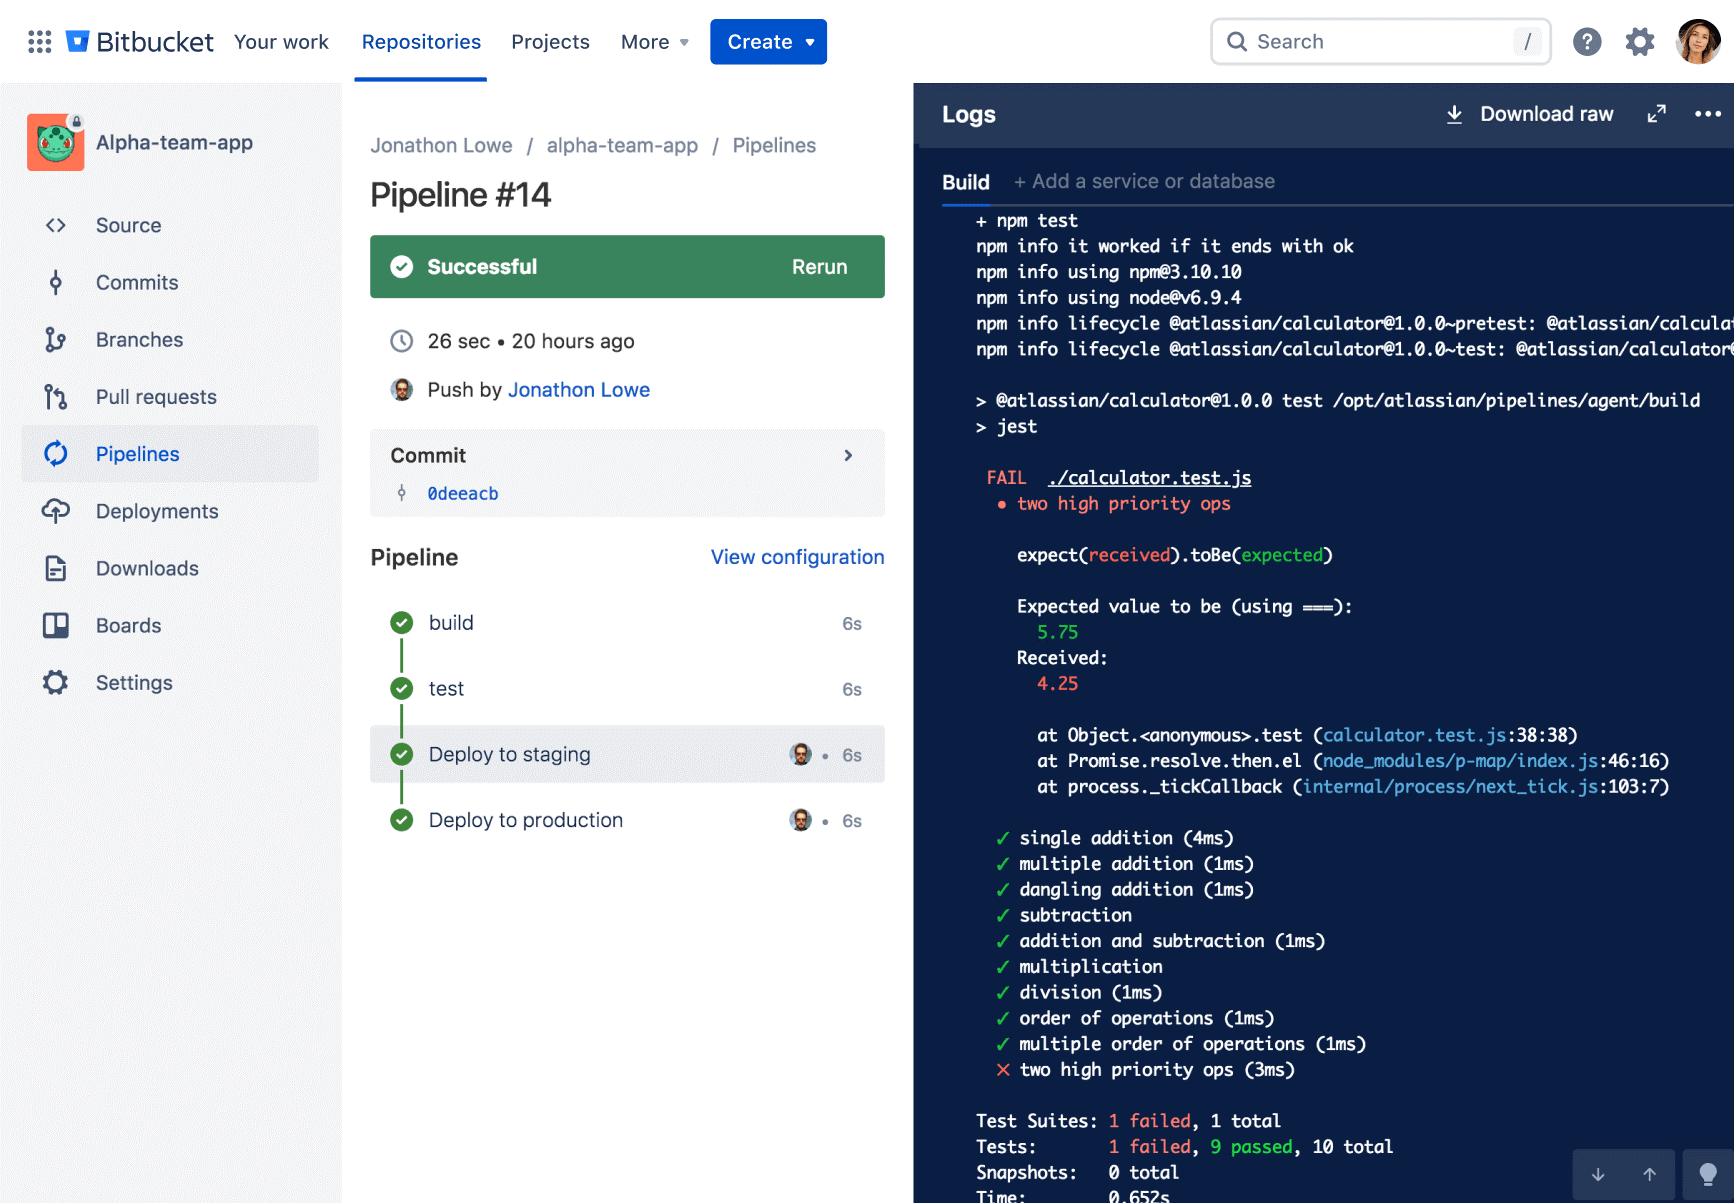 Bitbucket Your work Repositories Projects More Create Search / ?
Alpha-team-app
Source
Commits
Branches
Pull requests
Pipelines
Deployments
Downloads
Boards
Settings
Jonathon Lowe / alpha-team-app / Pipelines
Pipeline #14
Successful Rerun
26 sec • 20 hours ago
Push by Jonathon Lowe
Commit
0deeacb
Pipeline View configuration
build 6s
test 6s
Deploy to staging • 6s
Deploy to production • 6s
Logs Download raw
Build + Add a service or database
+ npm test
npm info it worked if it ends with ok
npm info using npm@3.10.10
npm info using node@v6.9.4
npm info lifecycle @atlassian/calculator@1.0.0~pretest: @atlassian/calculat
npm info lifecycle @atlassian/calculator@1.0.0~test: @atlassian/calculator@
> @atlassian/calculator@1.0.0 test /opt/atlassian/pipelines/agent/build
> jest
FAIL ./calculator.test.js
● two high priority ops
expect(received).toBe(expected)
Expected value to be (using ===):
5.75
Received:
4.25
at Object.<anonymous>.test (calculator.test.js:38:38)
at Promise.resolve.then.el (node_modules/p-map/index.js:46:16)
at process._tickCallback (internal/process/next_tick.js:103:7)
✓ single addition (4ms)
✓ multiple addition (1ms)
✓ dangling addition (1ms)
✓ subtraction
✓ addition and subtraction (1ms)
✓ multiplication
✓ division (1ms)
✓ order of operations (1ms)
✓ multiple order of operations (1ms)
✕ two high priority ops (3ms)
Test Suites: 1 failed, 1 total
Tests: 1 failed, 9 passed, 10 total
Snapshots: 0 total
Time: 0.652s